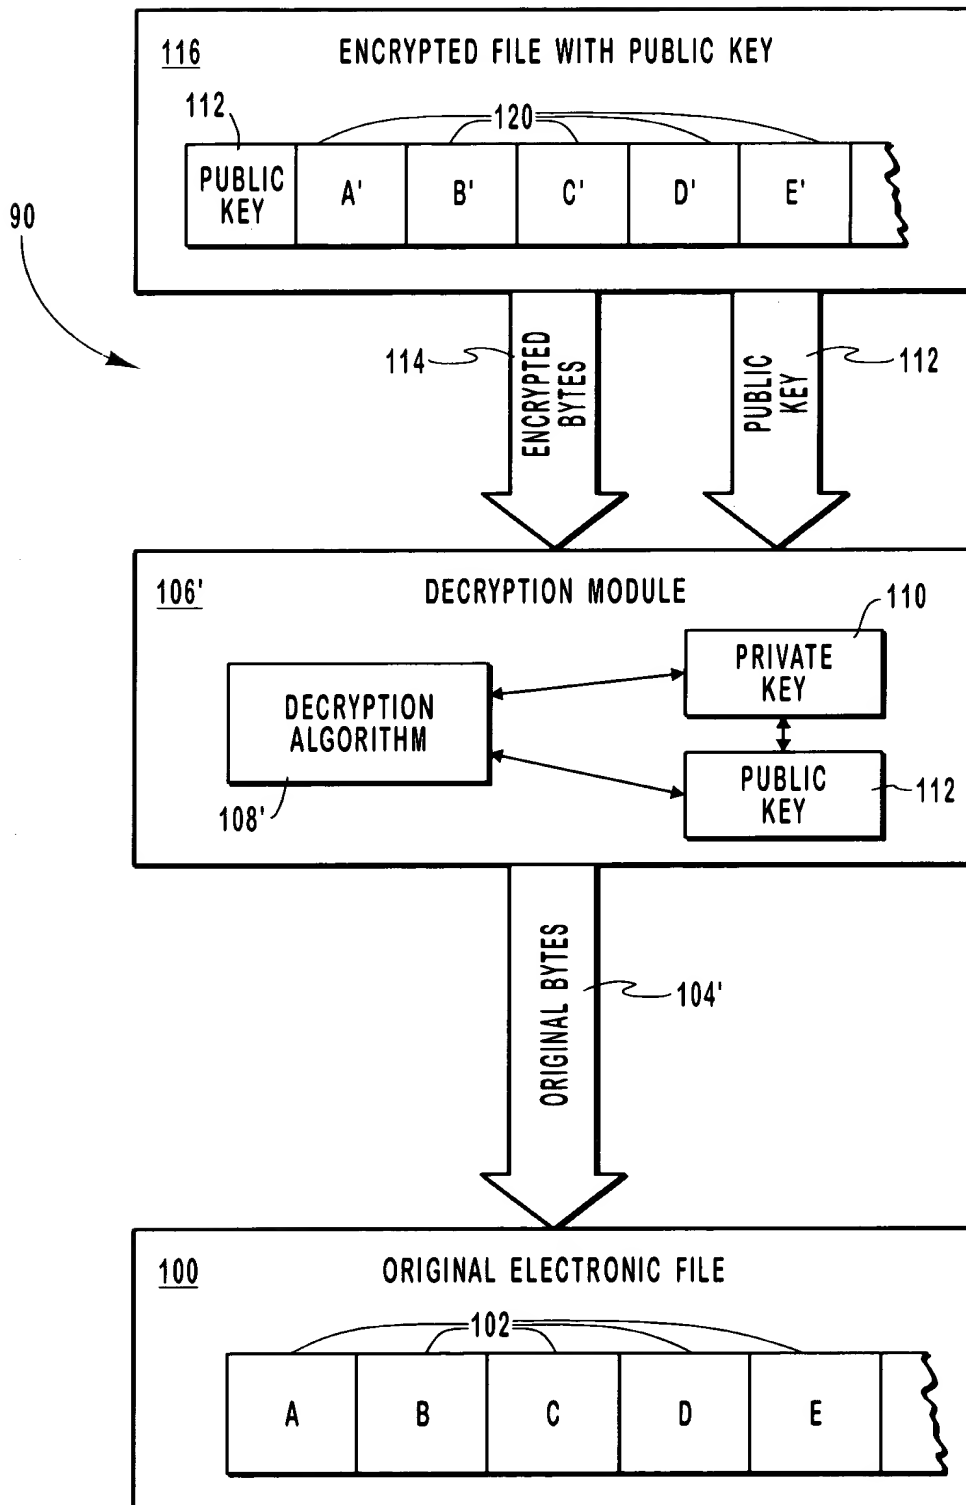 116 ENCRYPTED FILE WITH PUBLIC KEY
112
120
PUBLIC
KEY
A' B' C' D' E'
90
114
ENCRYPTED
BYTES
PUBLIC
KEY
112
106' DECRYPTION MODULE
110
PRIVATE
KEY
DECRYPTION
ALGORITHM
108'
PUBLIC
KEY
112
ORIGINAL BYTES
104'
100 ORIGINAL ELECTRONIC FILE
102
A B C D E